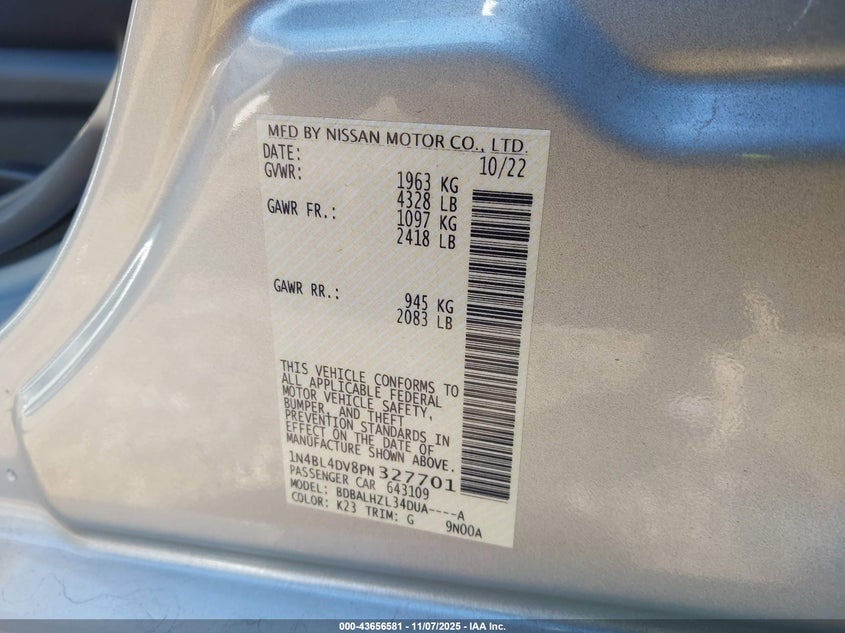 MFD BY NISSAN MOTOR CO., LTD.
DATE: 10/22
GVWR: 1963 KG
4328 LB
GAWR FR.: 1097 KG
2418 LB
GAWR RR.: 945 KG
2083 LB
THIS VEHICLE CONFORMS TO
ALL APPLICABLE FEDERAL
MOTOR VEHICLE SAFETY,
BUMPER, AND THEFT
PREVENTION STANDARDS IN
EFFECT ON THE DATE OF
MANUFACTURE SHOWN ABOVE.
1N4BL4DV8PN 327701
PASSENGER CAR 643109
MODEL: BDBALHZL34DUA----A
COLOR: K23 TRIM: G 9N00A
000-43656581 - 11/07/2025 - IAA Inc.